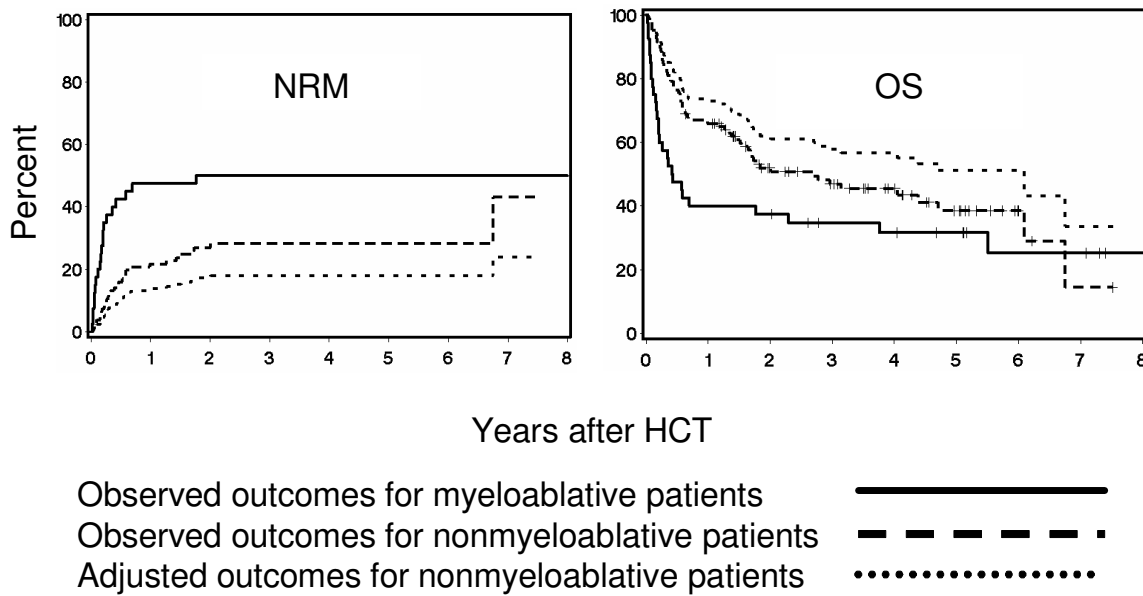 NRM
OS
Percent
100
80
60
40
20
0
0 1 2 3 4 5 6 7 8
100
80
60
40
20
0
0 1 2 3 4 5 6 7 8
Years after HCT
Observed outcomes for myeloablative patients
Observed outcomes for nonmyeloablative patients
Adjusted outcomes for nonmyeloablative patients